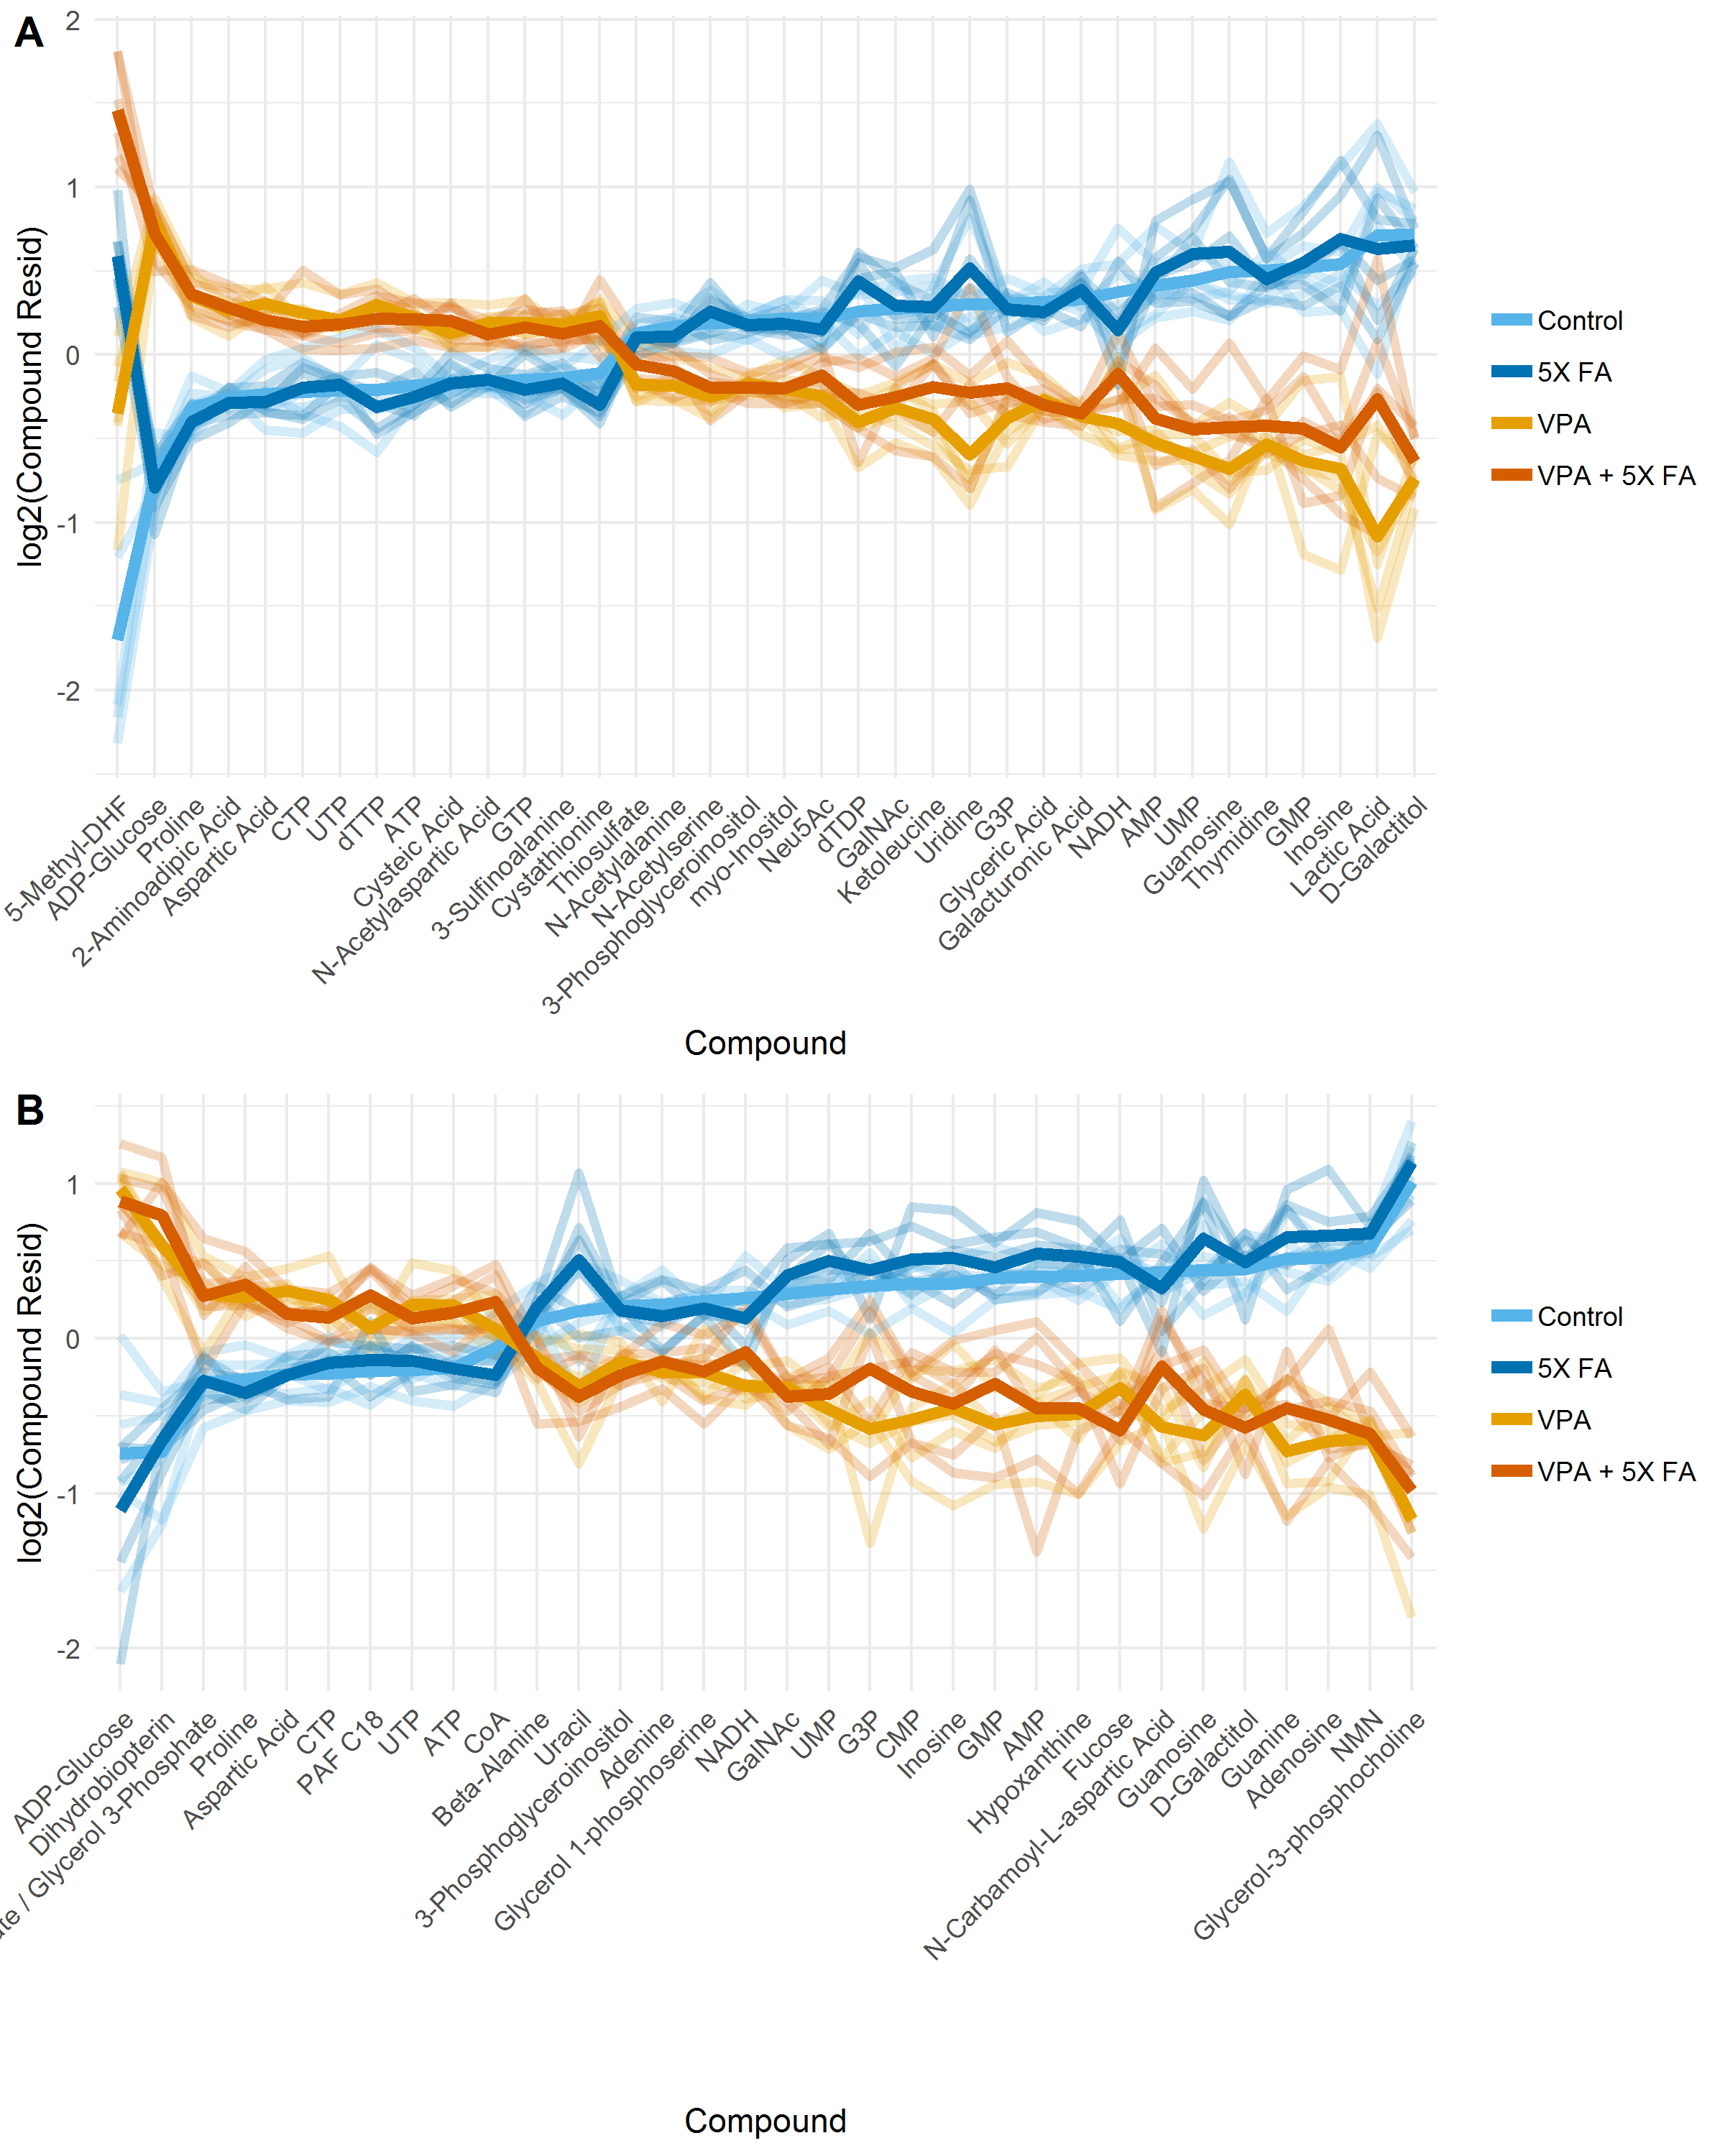 A
2
1
0
-1
-2
log2(Compound Resid)
5-Methyl-DHF
ADP-Glucose
Proline
2-Aminoadipic Acid
Aspartic Acid
CTP
UTP
dTTP
ATP
Cysteic Acid
N-Acetylaspartic Acid
GTP
3-Sulfinoalanine
Cystathionine
Thiosulfate
N-Acetylalanine
N-Acetylserine
3-Phosphoglyceroinositol
myo-Inositol
Neu5Ac
dTDP
GalNAc
Ketoleucine
Uridine
G3P
Glyceric Acid
Galacturonic Acid
NADH
AMP
UMP
Guanosine
Thymidine
GMP
Inosine
Lactic Acid
D-Galactitol
Compound
Control
5X FA
VPA
VPA + 5X FA
B
1
0
-1
-2
log2(Compound Resid)
ADP-Glucose
Dihydrobiopterin
ate / Glycerol 3-Phosphate
Proline
Aspartic Acid
CTP
PAF C18
UTP
ATP
CoA
Beta-Alanine
Uracil
3-Phosphoglyceroinositol
Adenine
Glycerol 1-phosphoserine
NADH
GalNAc
UMP
G3P
CMP
Inosine
GMP
AMP
Hypoxanthine
Fucose
N-Carbamoyl-L-aspartic Acid
Guanosine
D-Galactitol
Guanine
Adenosine
NMN
Glycerol-3-phosphocholine
Compound
Control
5X FA
VPA
VPA + 5X FA